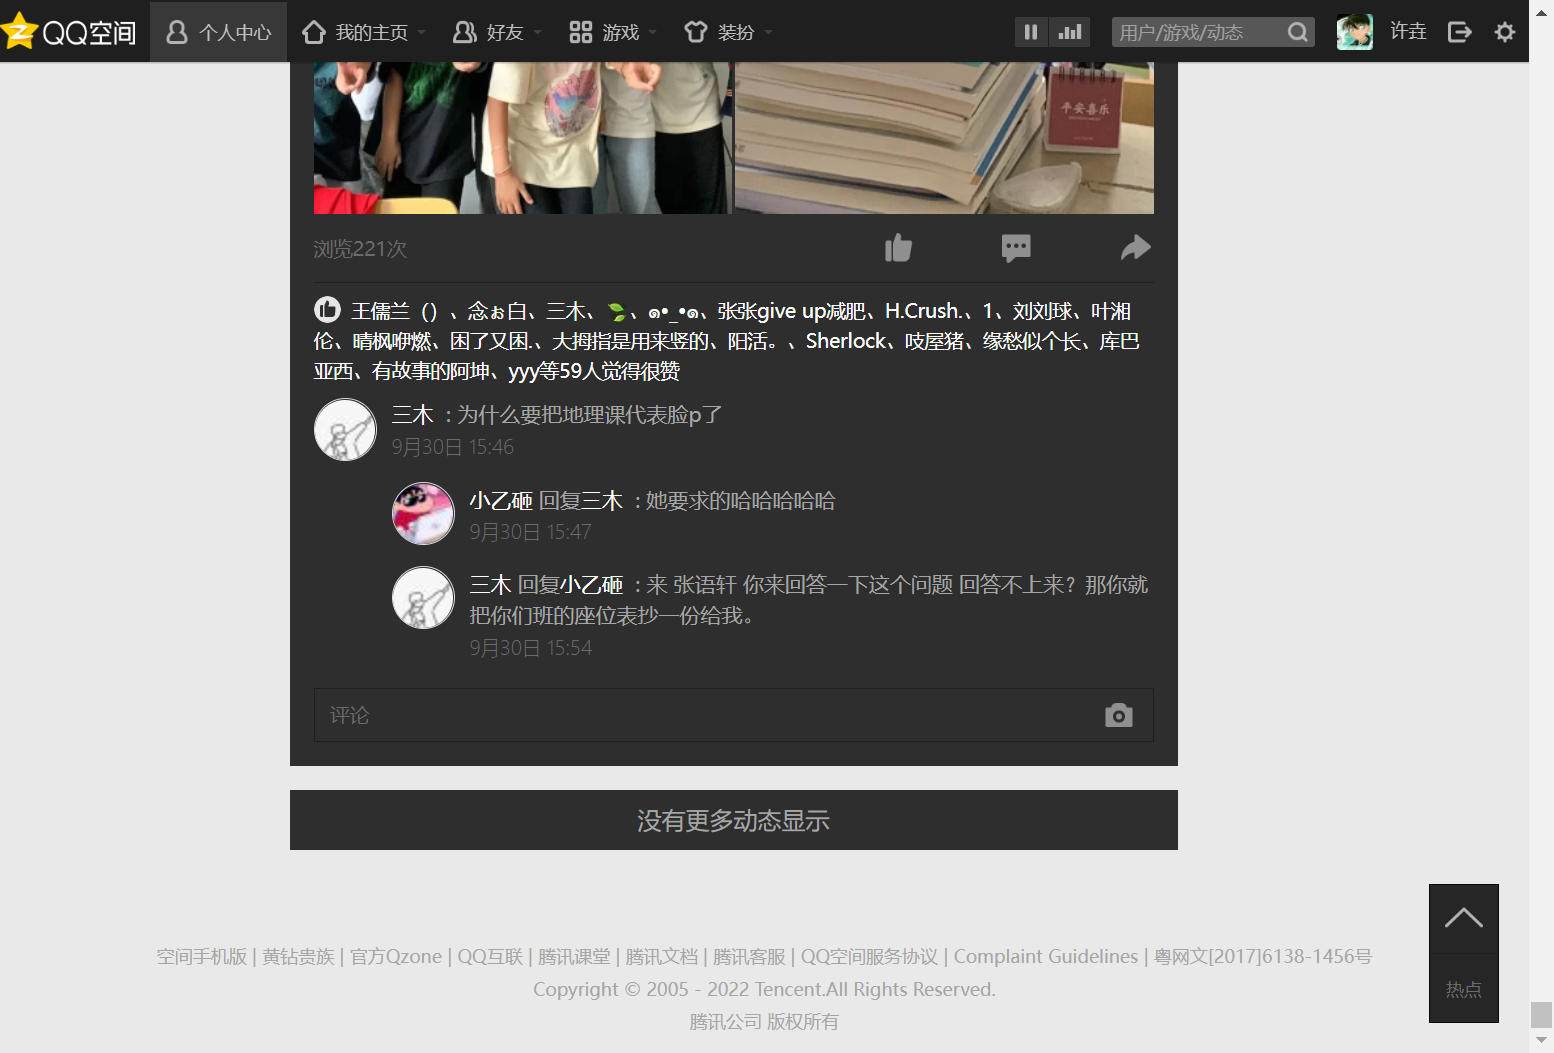 QQ空间 个人中心 我的主页 好友 游戏 装扮 用户/游戏/动态 许垚
平安喜乐
浏览221次
王儒兰（）、念ぉ白、三木、🍃、๑•_•๑、张张give up减肥、H.Crush.、1、刘刘球、叶湘
伦、晴枫咿燃、困了又困.、大拇指是用来竖的、阳活。、Sherlock、吱屋猪、缘愁似个长、库巴
亚西、有故事的阿坤、yyy等59人觉得很赞
三木 : 为什么要把地理课代表脸p了
9月30日 15:46
小乙砸 回复三木 : 她要求的哈哈哈哈哈
9月30日 15:47
三木 回复小乙砸 : 来 张语轩 你来回答一下这个问题 回答不上来？那你就
把你们班的座位表抄一份给我。
9月30日 15:54
评论
没有更多动态显示
空间手机版 | 黄钻贵族 | 官方Qzone | QQ互联 | 腾讯课堂 | 腾讯文档 | 腾讯客服 | QQ空间服务协议 | Complaint Guidelines | 粤网文[2017]6138-1456号
热点
Copyright © 2005 - 2022 Tencent.All Rights Reserved.
腾讯公司 版权所有